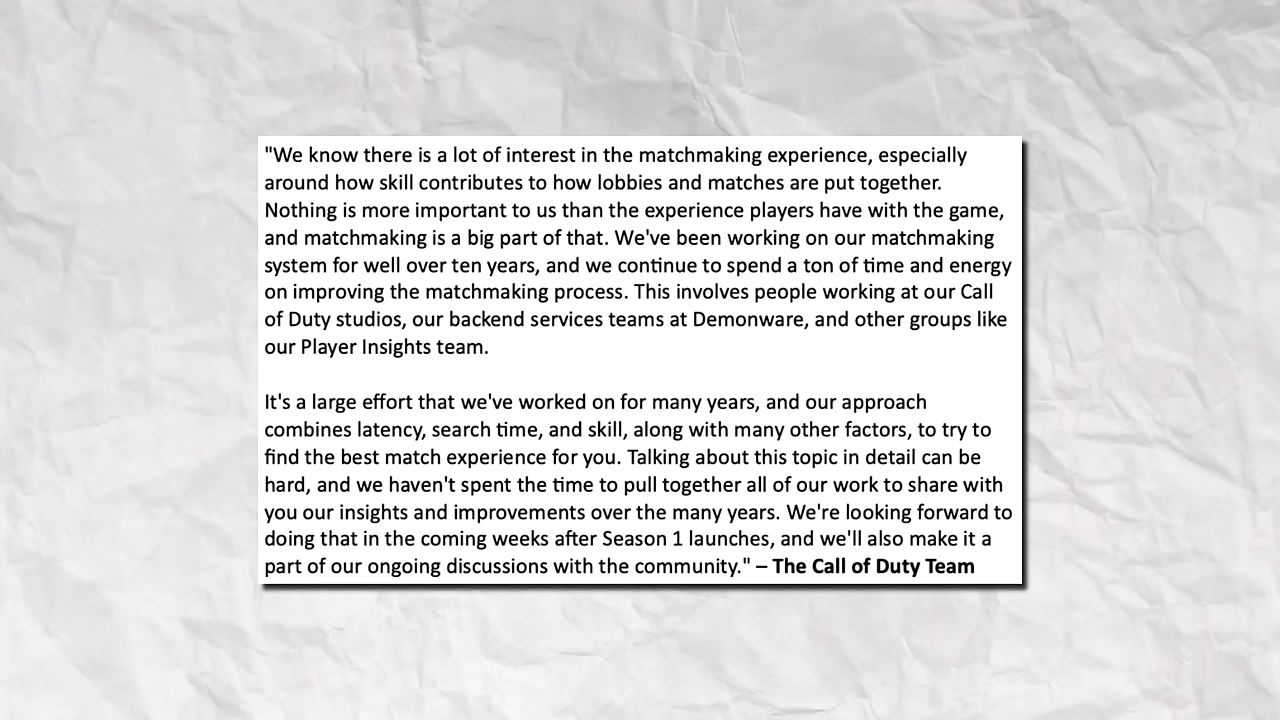 "We know there is a lot of interest in the matchmaking experience, especially
around how skill contributes to how lobbies and matches are put together.
Nothing is more important to us than the experience players have with the game,
and matchmaking is a big part of that. We've been working on our matchmaking
system for well over ten years, and we continue to spend a ton of time and energy
on improving the matchmaking process. This involves people working at our Call
of Duty studios, our backend services teams at Demonware, and other groups like
our Player Insights team.
It's a large effort that we've worked on for many years, and our approach
combines latency, search time, and skill, along with many other factors, to try to
find the best match experience for you. Talking about this topic in detail can be
hard, and we haven't spent the time to pull together all of our work to share with
you our insights and improvements over the many years. We're looking forward to
doing that in the coming weeks after Season 1 launches, and we'll also make it a
part of our ongoing discussions with the community." – The Call of Duty Team